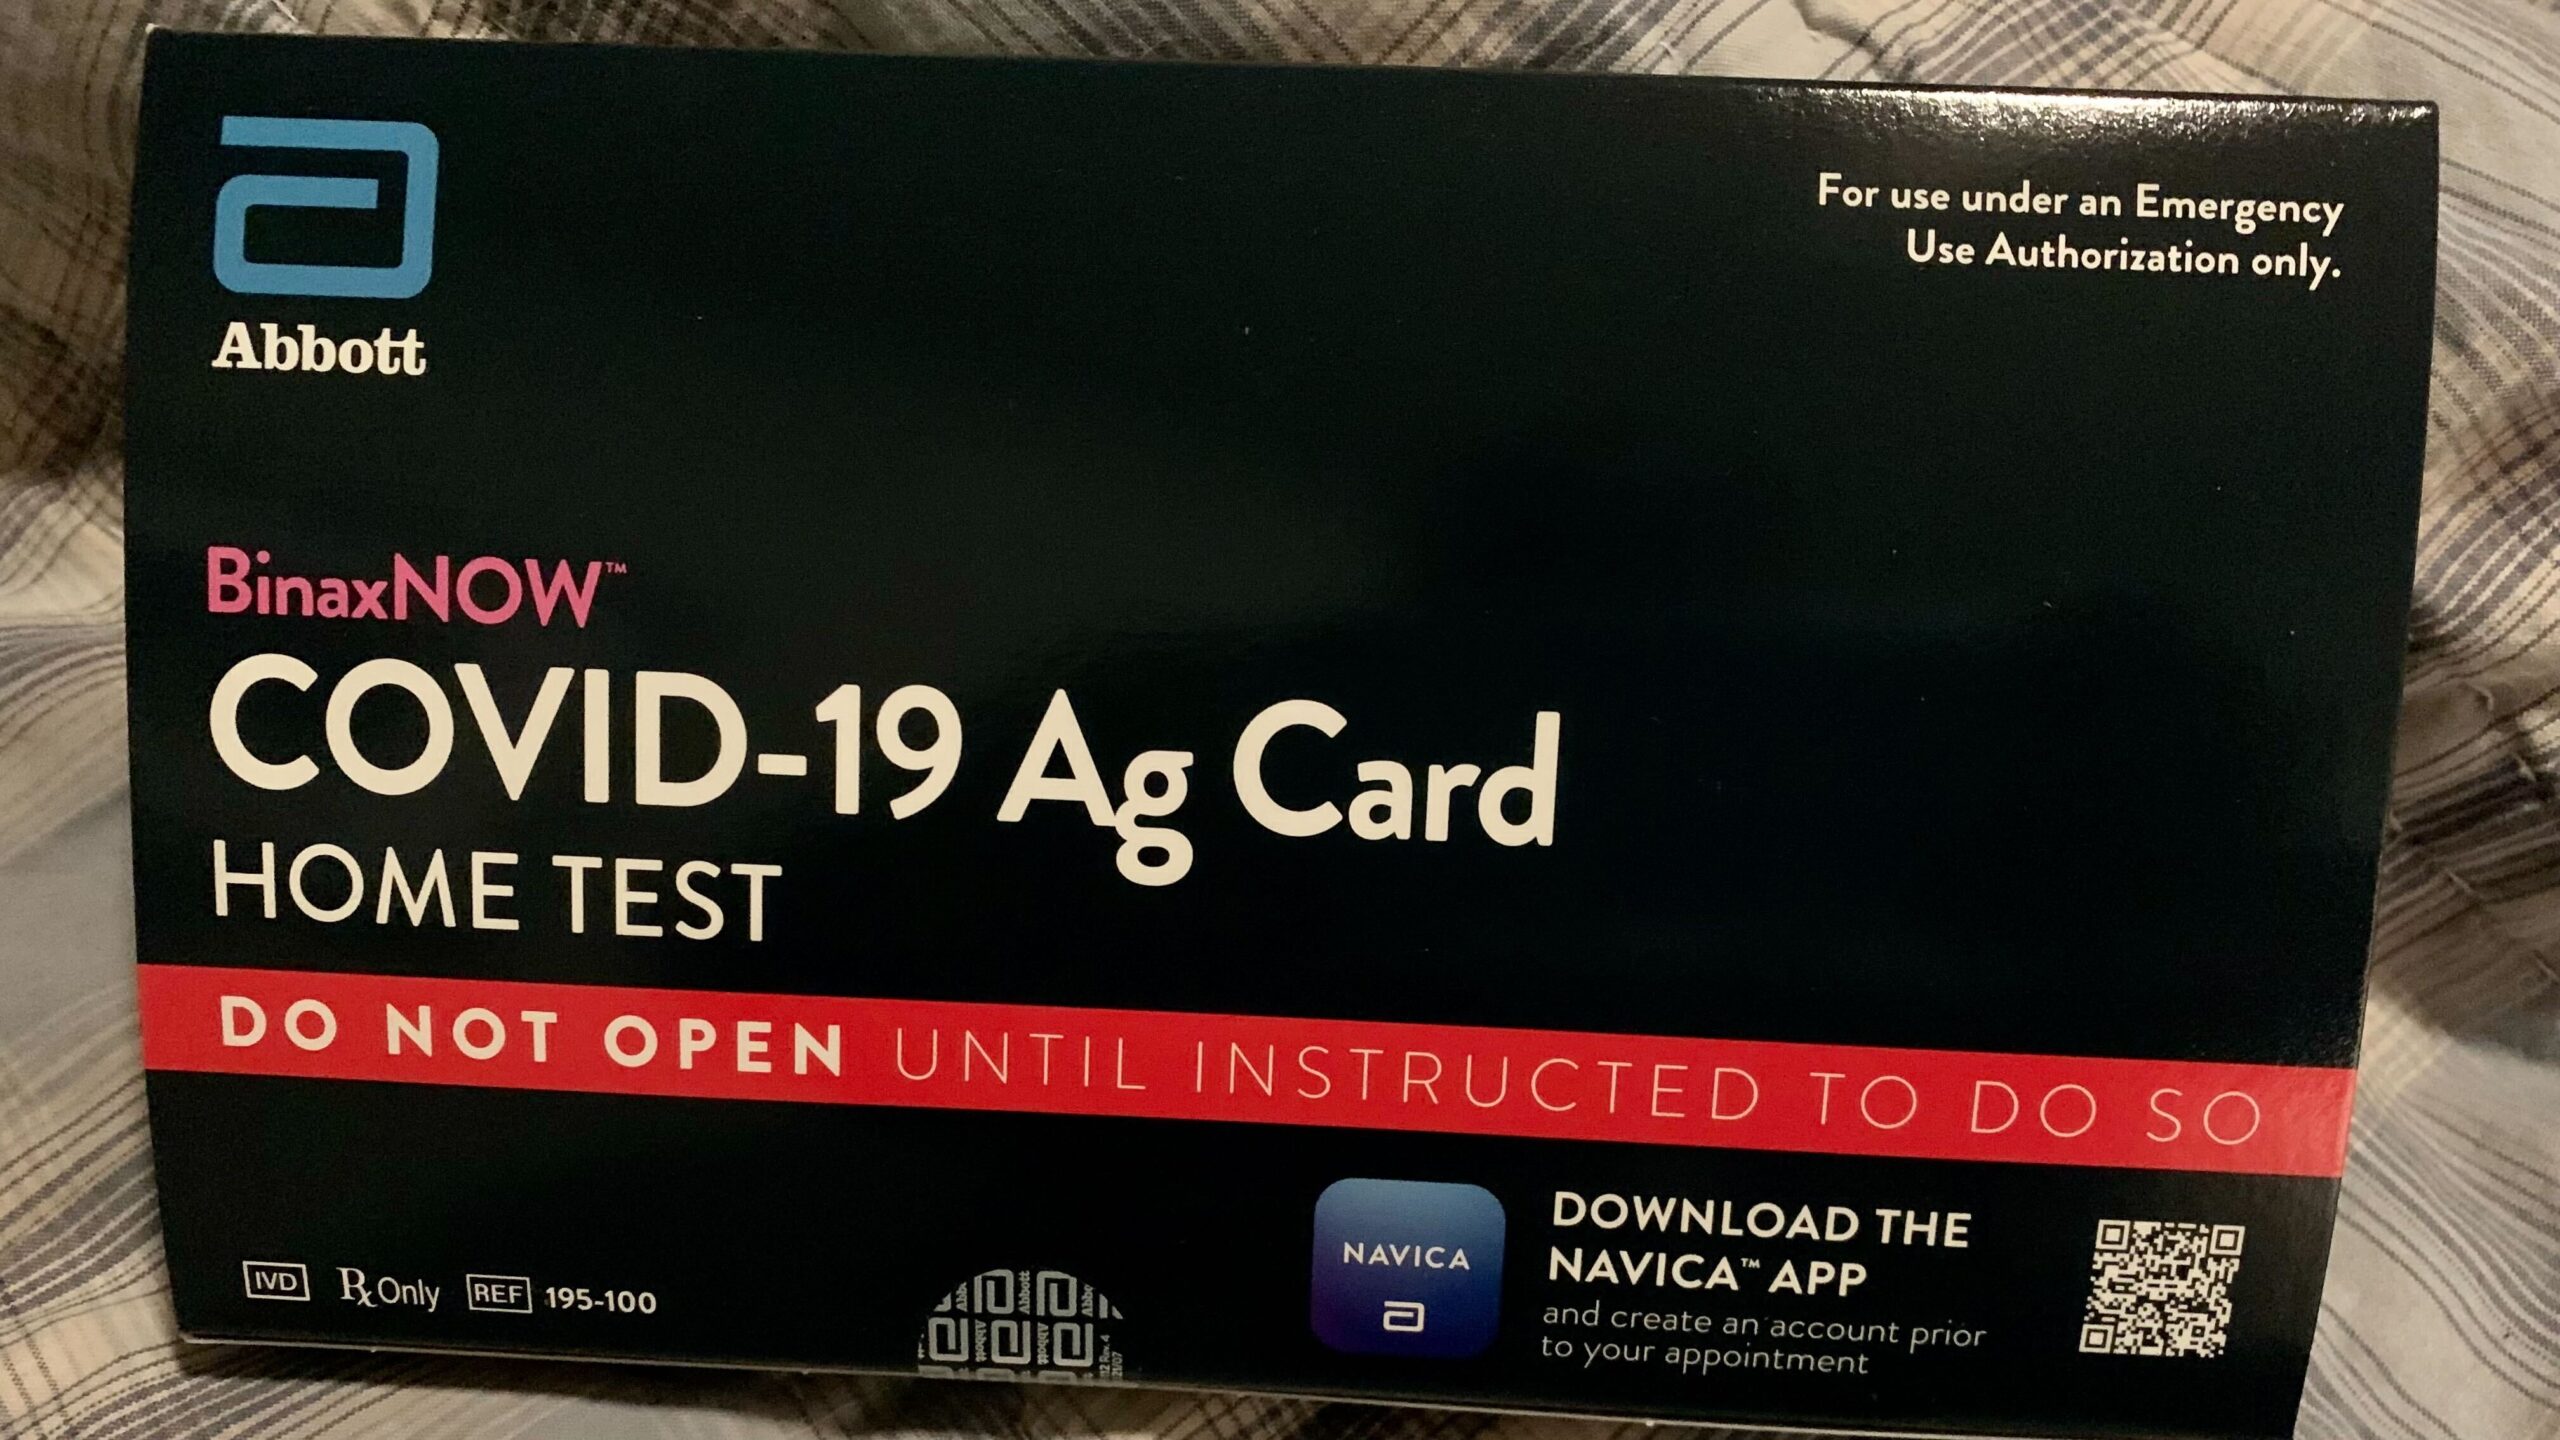 Abbott
For use under an Emergency
Use Authorization only.
BinaxNOW™
COVID-19 Ag Card
HOME TEST
DO NOT OPEN UNTIL INSTRUCTED TO DO SO
IVD Rx Only REF 195-100
NAVICA
DOWNLOAD THE
NAVICA™ APP
and create an account prior
to your appointment